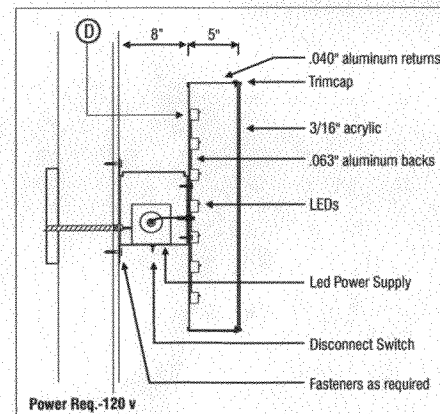 D
8" 5"
.040" aluminum returns
Trimcap
3/16" acrylic
.063" aluminum backs
LEDs
Led Power Supply
Disconnect Switch
Fasteners as required
Power Req.-120 v